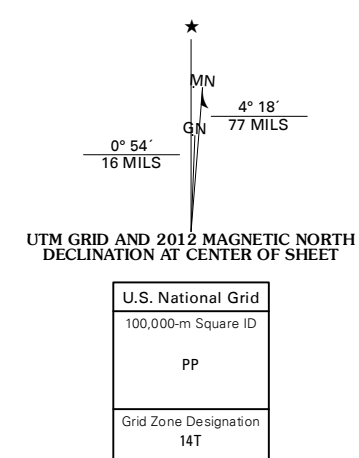 ★
MN
4° 18´
77 MILS
GN
0° 54´
16 MILS
UTM GRID AND 2012 MAGNETIC NORTH
DECLINATION AT CENTER OF SHEET
U.S. National Grid
100,000-m Square ID
PP
Grid Zone Designation
14T